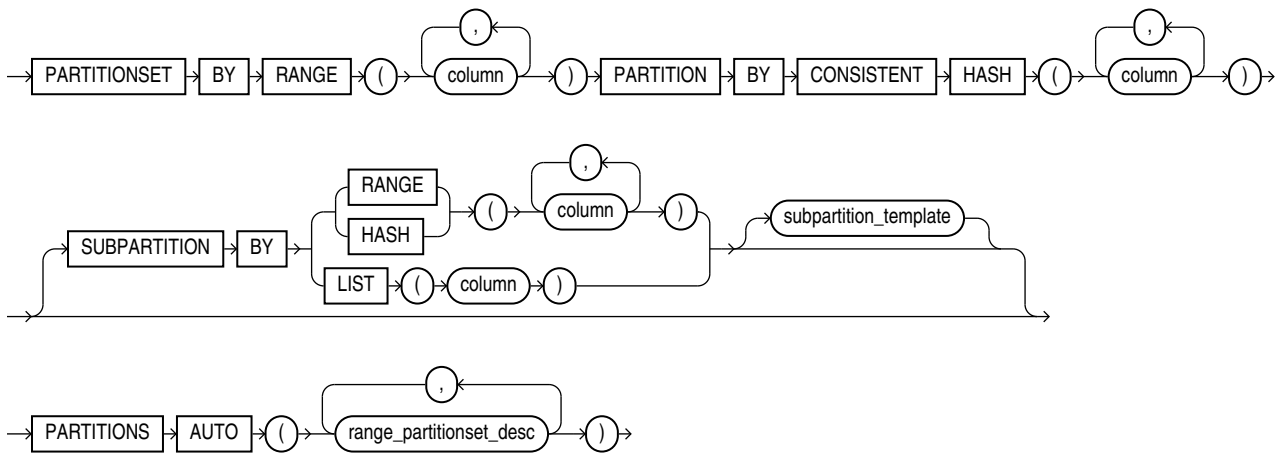 , ,
PARTITIONSET BY RANGE ( column ) PARTITION BY CONSISTENT HASH ( column )
,
RANGE
( column ) subpartition_template
HASH
SUBPARTITION BY
LIST ( column )
,
PARTITIONS AUTO ( range_partitionset_desc )